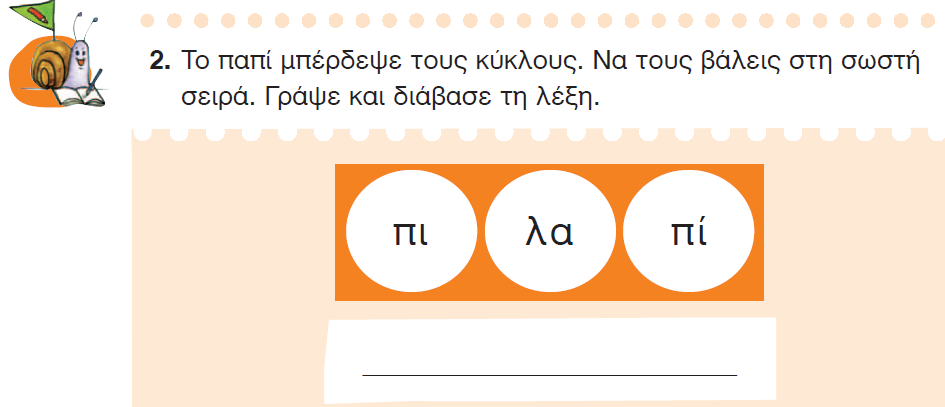 2. Το παπί μπέρδεψε τους κύκλους. Να τους βάλεις στη σωστή
σειρά. Γράψε και διάβασε τη λέξη.
πι λα πί